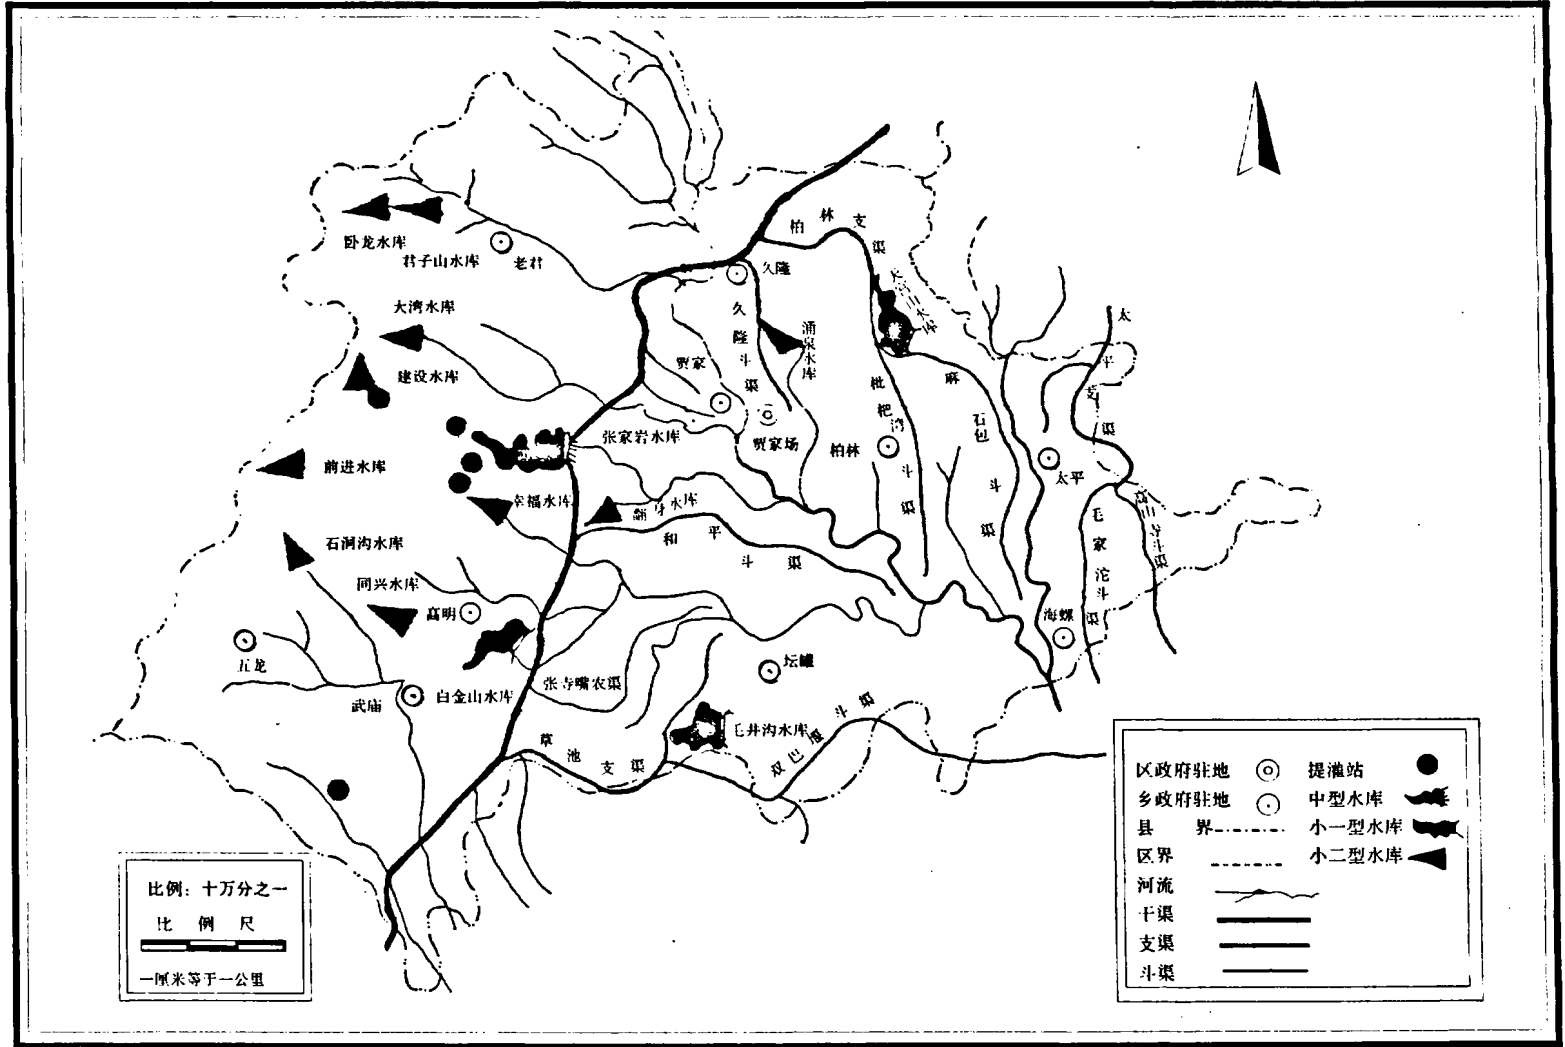 柏林支渠
卧龙水库
君子山水库
老君
久隆
大湾水库
久隆斗渠
涌泉水库
太平支渠
建设水库
贾家
枇杷湾斗渠
麻石包斗渠
张家岩水库
贾家场
柏林
前进水库
太平
幸福水库
水库
和平斗渠
毛家沱斗渠
石洞沟水库
同兴水库
高明
海螺
五龙
坛罐
张寺嘴农渠
武庙
白金山水库
井沟水库
草池支渠
双巴堰斗渠
区政府驻地
提灌站
乡政府驻地
中型水库
县 界
小一型水库
区界
小二型水库
河流
干渠
支渠
斗渠
比例：十万分之一
比 例 尺
一厘米等于一公里